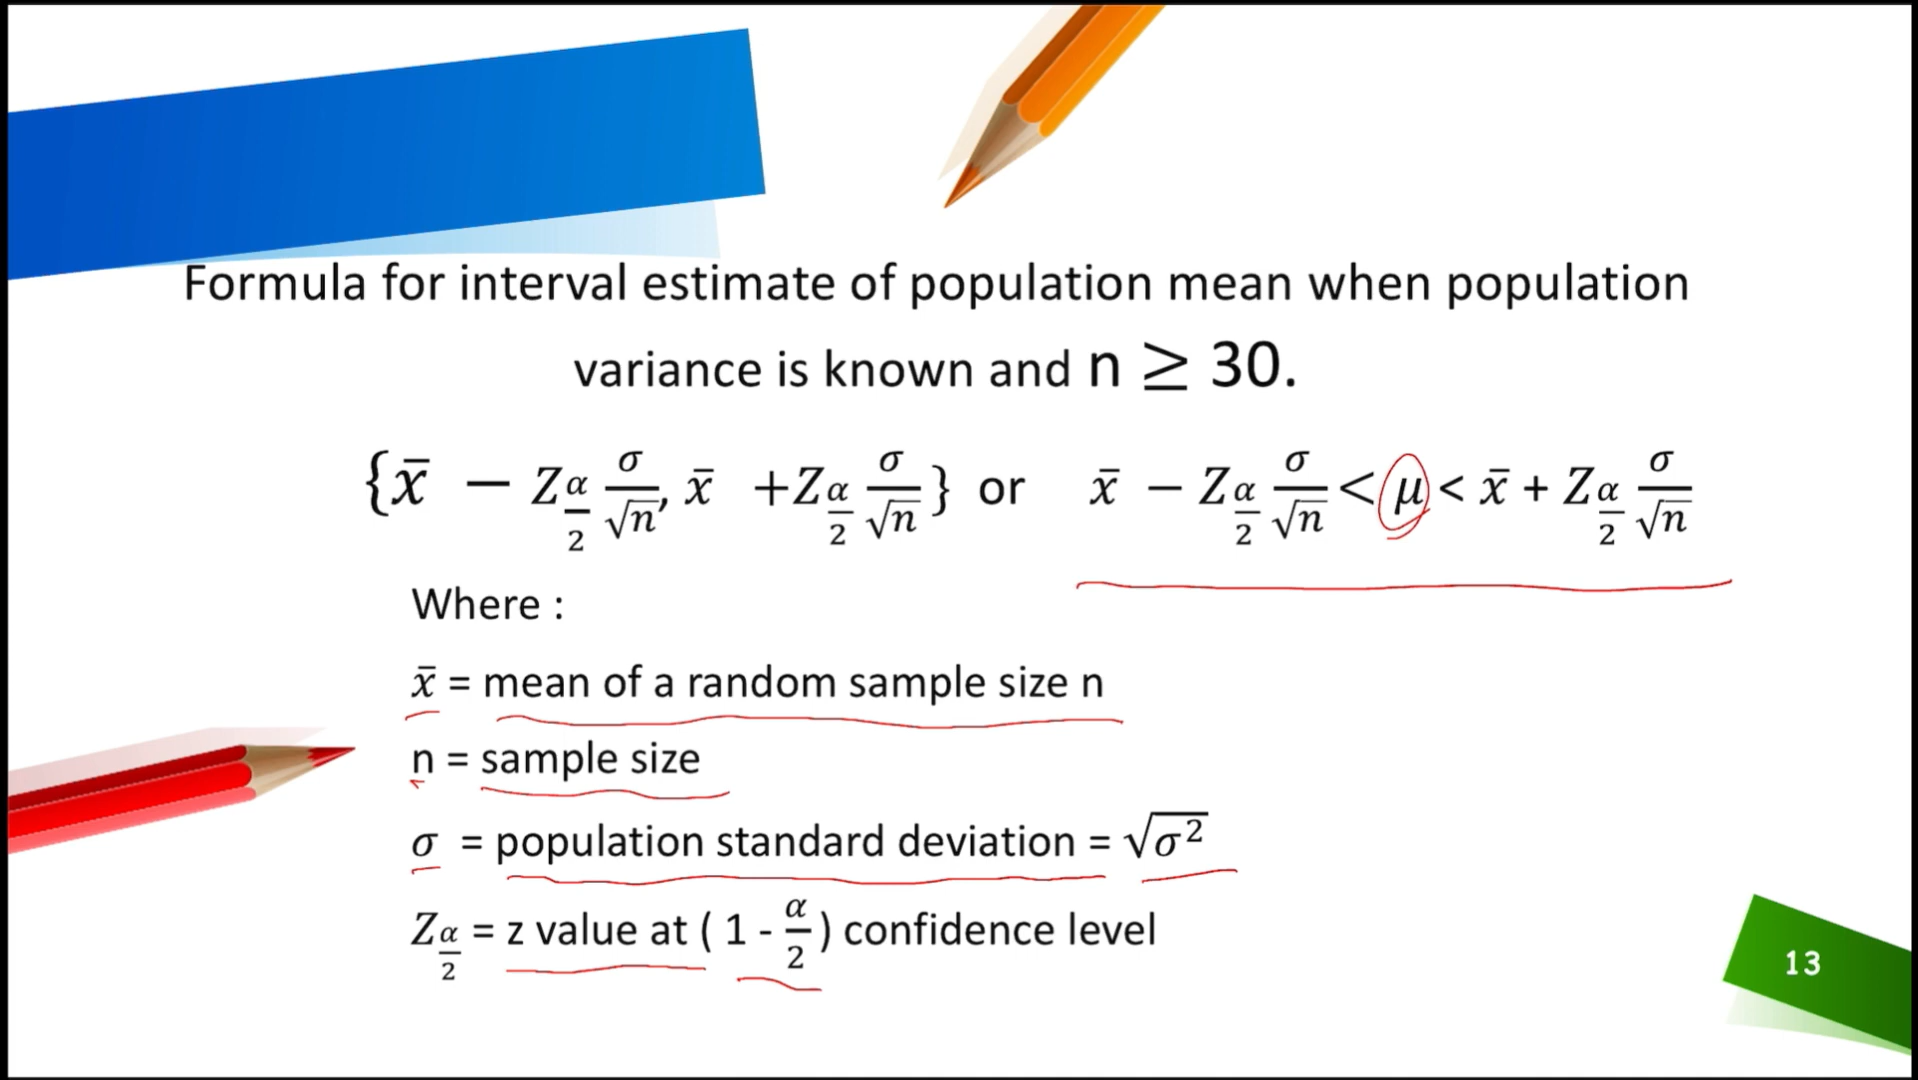 Formula for interval estimate of population mean when population
variance is known and n ≥ 30.
{x̄ − Z_{α/2} σ/√n, x̄ +Z_{α/2} σ/√n} or x̄ − Z_{α/2} σ/√n < μ < x̄ + Z_{α/2} σ/√n
Where :
x̄ = mean of a random sample size n
n = sample size
σ = population standard deviation = √σ²
Z_{α/2} = z value at ( 1 - α/2 ) confidence level
13